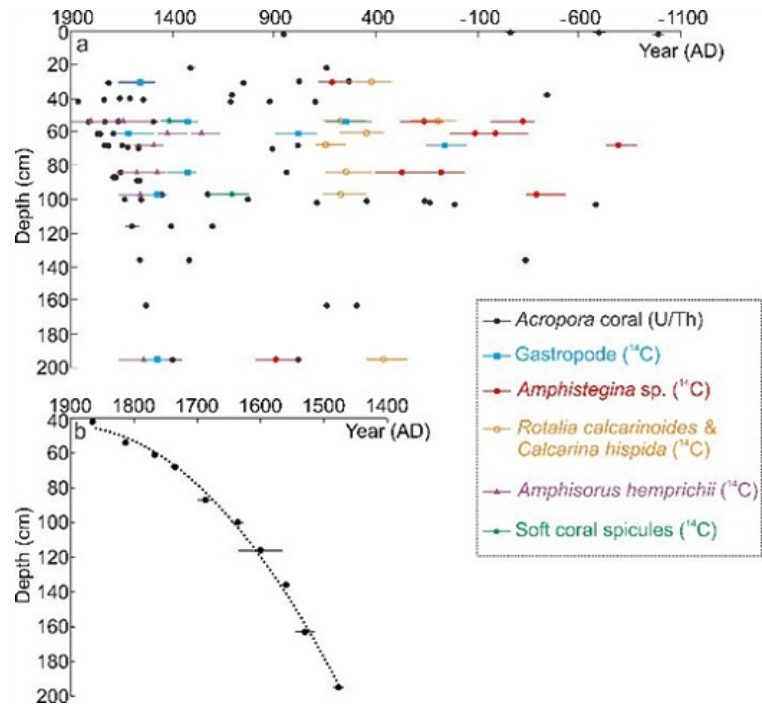 1900 1400 900 400 -100 -600 -1100
0
a
Year (AD)
20
40
60
80
100
120
140
160
180
200
Depth (cm)
Acropora coral (U/Th)
Gastropode (¹⁴C)
Amphistegina sp. (¹⁴C)
Rotalia calcarinoides &
Calcarina hispida (¹⁴C)
Amphisorus hemprichii (¹⁴C)
Soft coral spicules (¹⁴C)
1900 1800 1700 1600 1500 1400
40
b
Year (AD)
60
80
100
120
140
160
180
200
Depth (cm)